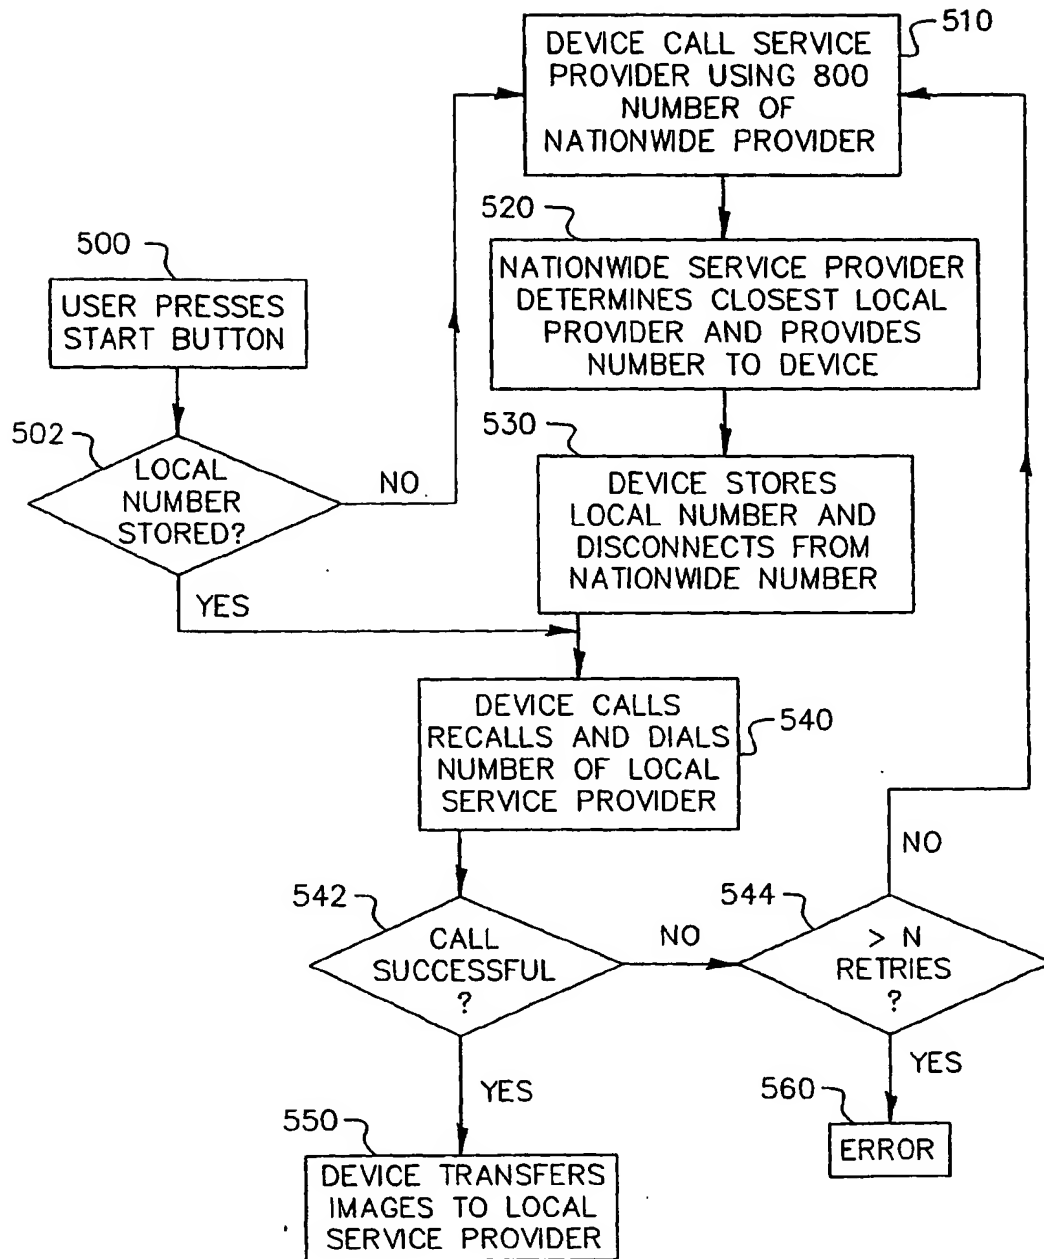 510
DEVICE CALL SERVICE
PROVIDER USING 800
NUMBER OF
NATIONWIDE PROVIDER
520
NATIONWIDE SERVICE PROVIDER
DETERMINES CLOSEST LOCAL
PROVIDER AND PROVIDES
NUMBER TO DEVICE
500
USER PRESSES
START BUTTON
502
LOCAL
NUMBER
STORED?
NO
YES
530
DEVICE STORES
LOCAL NUMBER AND
DISCONNECTS FROM
NATIONWIDE NUMBER
540
DEVICE CALLS
RECALLS AND DIALS
NUMBER OF LOCAL
SERVICE PROVIDER
542
CALL
SUCCESSFUL
?
NO
YES
544
> N
RETRIES
?
NO
YES
550
DEVICE TRANSFERS
IMAGES TO LOCAL
SERVICE PROVIDER
560
ERROR